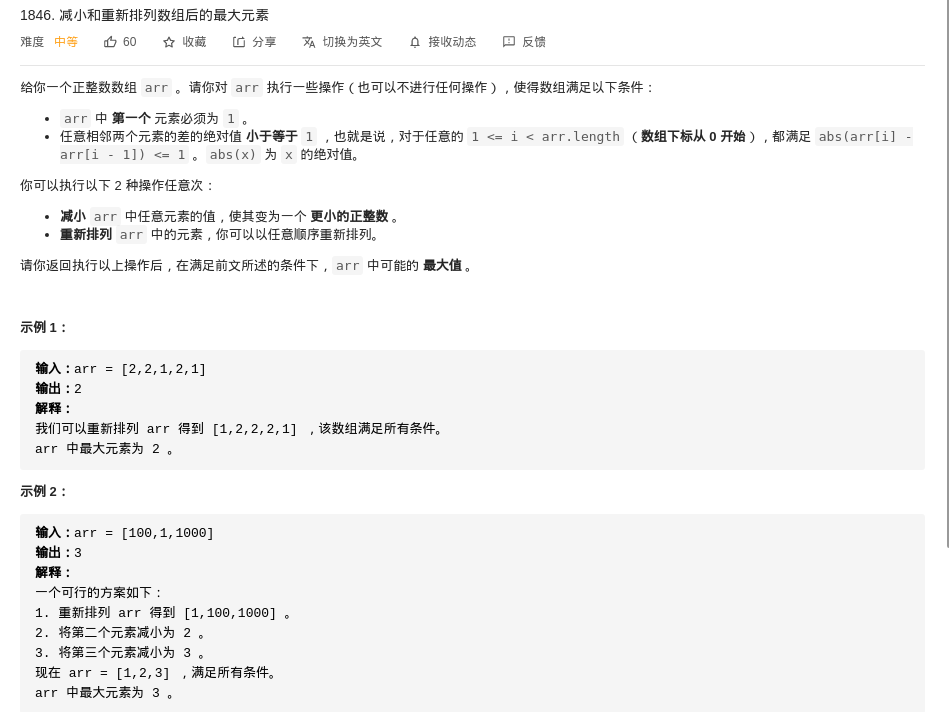 1846. 减小和重新排列数组后的最大元素
难度 中等 60 收藏 分享 切换为英文 接收动态 反馈
给你一个正整数数组 arr 。请你对 arr 执行一些操作（也可以不进行任何操作），使得数组满足以下条件：
• arr 中 第一个 元素必须为 1 。
• 任意相邻两个元素的差的绝对值 小于等于 1 ，也就是说，对于任意的 1 <= i < arr.length （数组下标从 0 开始），都满足 abs(arr[i] -
arr[i - 1]) <= 1 。abs(x) 为 x 的绝对值。
你可以执行以下 2 种操作任意次：
• 减小 arr 中任意元素的值，使其变为一个 更小的正整数 。
• 重新排列 arr 中的元素，你可以以任意顺序重新排列。
请你返回执行以上操作后，在满足前文所述的条件下，arr 中可能的 最大值 。
示例 1：
输入：arr = [2,2,1,2,1]
输出：2
解释：
我们可以重新排列 arr 得到 [1,2,2,2,1] ，该数组满足所有条件。
arr 中最大元素为 2 。
示例 2：
输入：arr = [100,1,1000]
输出：3
解释：
一个可行的方案如下：
1. 重新排列 arr 得到 [1,100,1000] 。
2. 将第二个元素减小为 2 。
3. 将第三个元素减小为 3 。
现在 arr = [1,2,3] ，满足所有条件。
arr 中最大元素为 3 。